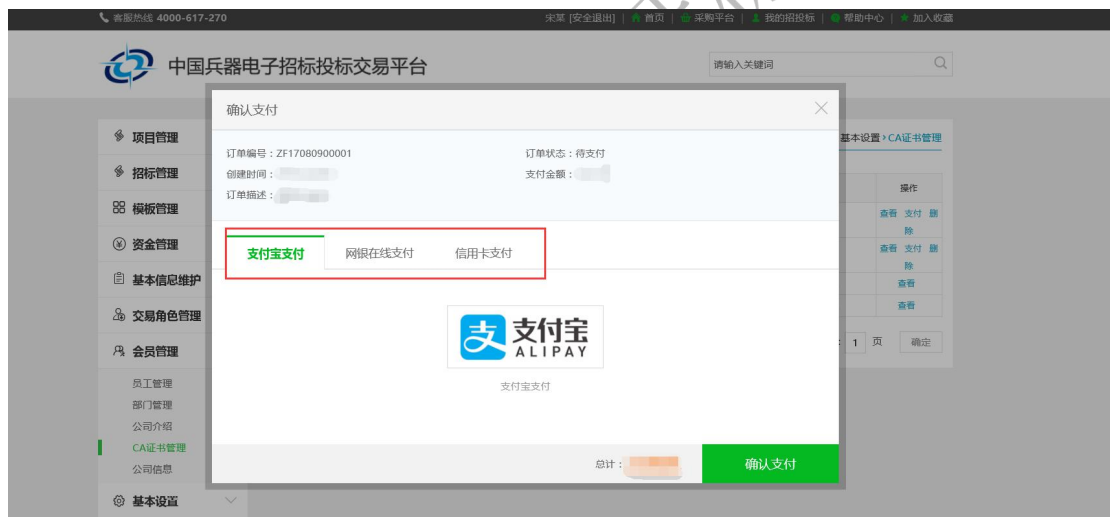 客服热线 4000-617-270
宋某 [安全退出] | 首页 | 采购平台 | 我的招投标 | 帮助中心 | 加入收藏
中国兵器电子招标投标交易平台
请输入关键词
确认支付
项目管理
招标管理
模板管理
资金管理
基本信息维护
交易角色管理
会员管理
员工管理
部门管理
公司介绍
CA证书管理
公司信息
基本设置
订单编号：ZF17080900001
订单状态：待支付
创建时间：
支付金额：
订单描述：
支付宝支付 网银在线支付 信用卡支付
支付宝
ALIPAY
支付宝支付
总计：
确认支付
基本设置>CA证书管理
操作
查看 支付 删
除
查看 支付 删
除
查看
查看
1 页 确定